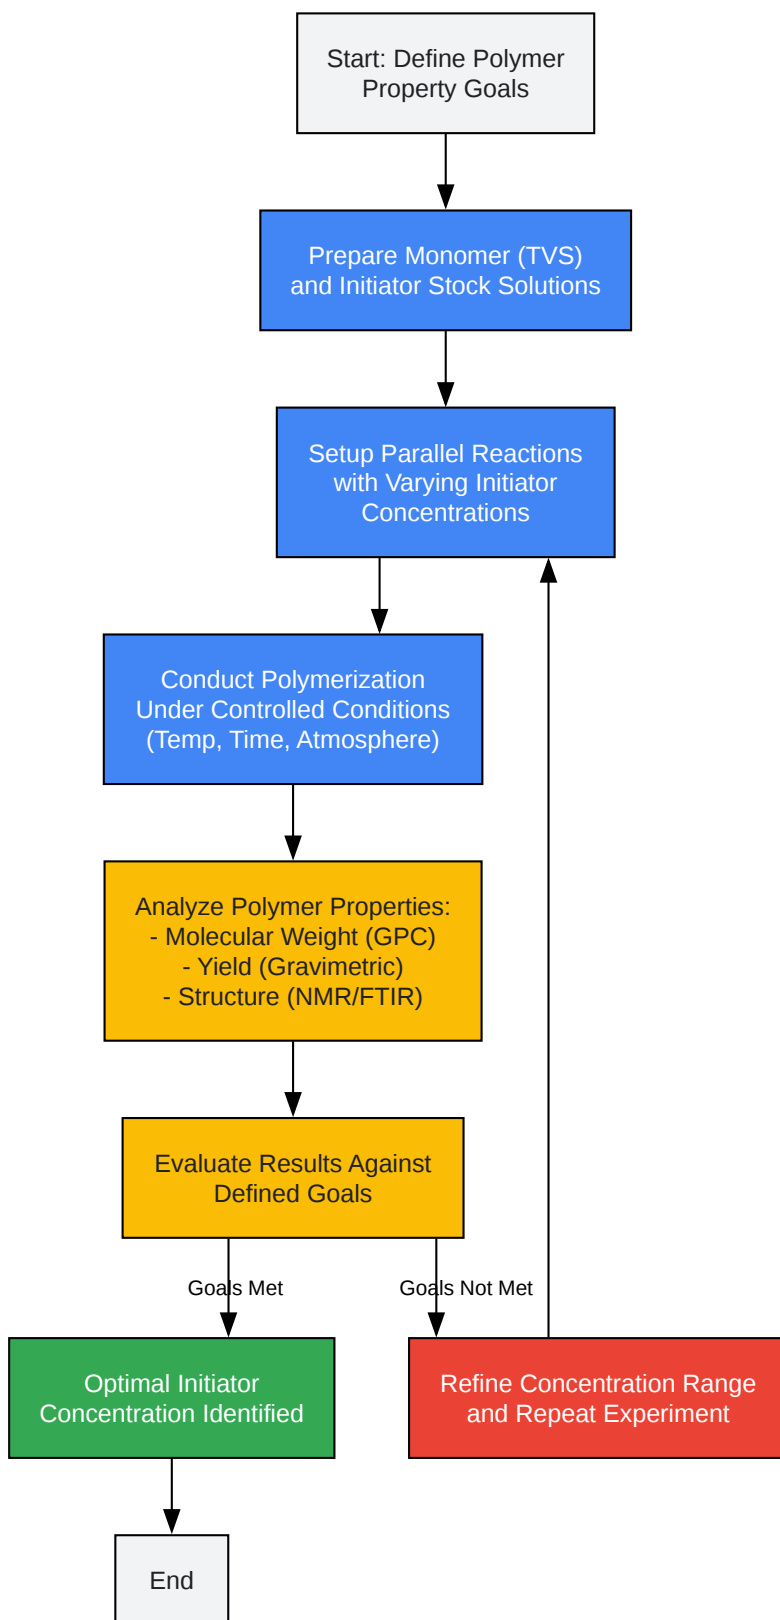 Start: Define Polymer
Property Goals
Prepare Monomer (TVS)
and Initiator Stock Solutions
Setup Parallel Reactions
with Varying Initiator
Concentrations
Conduct Polymerization
Under Controlled Conditions
(Temp, Time, Atmosphere)
Analyze Polymer Properties:
- Molecular Weight (GPC)
- Yield (Gravimetric)
- Structure (NMR/FTIR)
Evaluate Results Against
Defined Goals
Goals Met
Goals Not Met
Optimal Initiator
Concentration Identified
Refine Concentration Range
and Repeat Experiment
End